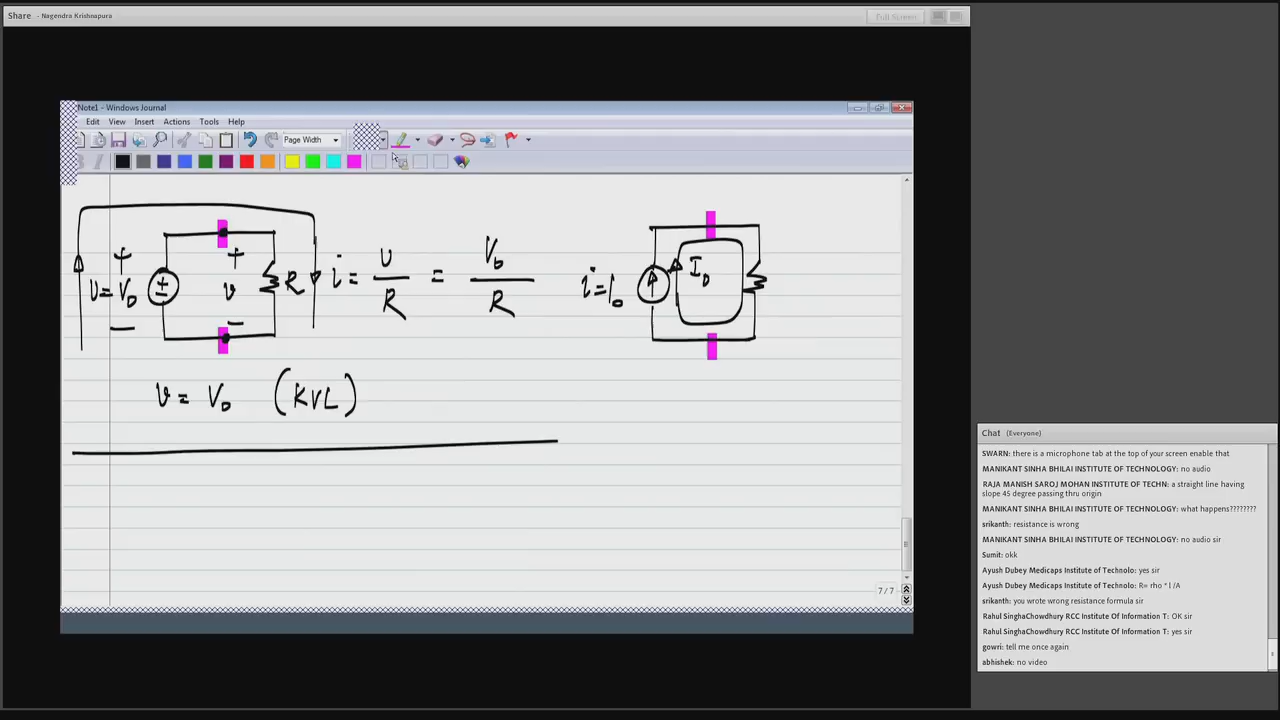 Share - Nagendra Krishnapura
Full Screen
Note1 - Windows Journal
Edit View Insert Actions Tools Help
Page Width
+ + 
v = V0 v R i = v/R = V0/R i = I0 I0
− −
v = V0 (KVL)
7 / 7
Chat (Everyone)
SWARN: there is a microphone tab at the top of your screen enable that
MANIKANT SINHA BHILAI INSTITUTE OF TECHNOLOGY: no audio
RAJA MANISH SAROJ MOHAN INSTITUTE OF TECHN: a straight line having
slope 45 degree passing thru origin
MANIKANT SINHA BHILAI INSTITUTE OF TECHNOLOGY: what happens????????
srikanth: resistance is wrong
MANIKANT SINHA BHILAI INSTITUTE OF TECHNOLOGY: no audio sir
Sumit: okk
Ayush Dubey Medicaps Institute of Technolo: yes sir
Ayush Dubey Medicaps Institute of Technolo: R= rho * l /A
srikanth: you wrote wrong resistance formula sir
Rahul SinghaChowdhury RCC Institute Of Information T: OK sir
Rahul SinghaChowdhury RCC Institute Of Information T: yes sir
gowri: tell me once again
abhishek: no video